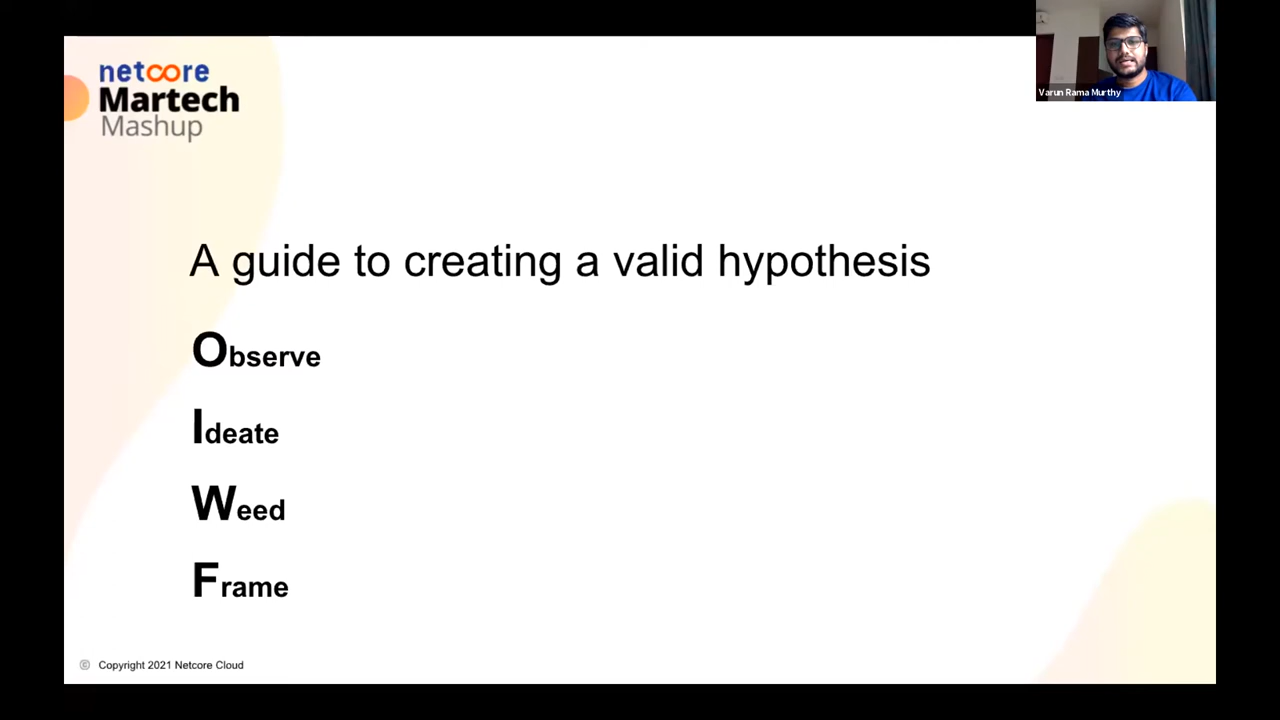 netcore
Martech
Mashup
Varun Rama Murthy
A guide to creating a valid hypothesis
Observe
Ideate
Weed
Frame
© Copyright 2021 Netcore Cloud